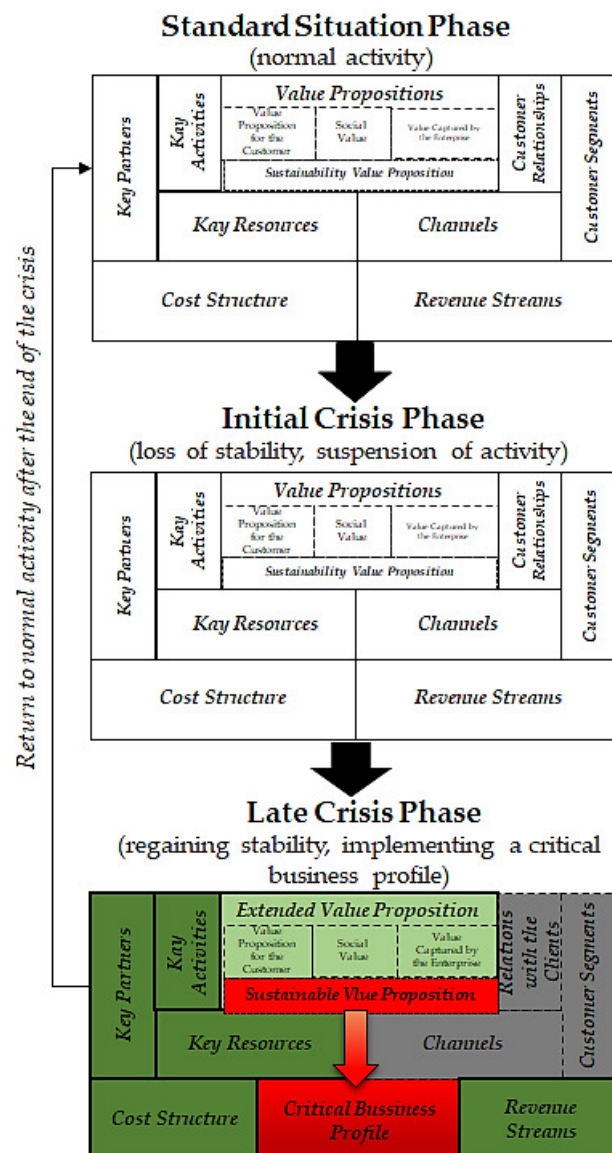 Standard Situation Phase
(normal activity)
Key Partners
Kay
Activities
Value Propositions
Value
Proposition
for the
Customer
Social
Value
Value Captured by
the Enterprise
Sustainability Value Proposition
Customer
Relationships
Customer Segments
Kay Resources
Channels
Cost Structure
Revenue Streams
Return to normal activity after the end of the crisis
Initial Crisis Phase
(loss of stability, suspension of activity)
Key Partners
Kay
Activities
Value Propositions
Value
Proposition
for the
Customer
Social
Value
Value Captured by
the Enterprise
Sustainability Value Proposition
Customer
Relationships
Customer Segments
Kay Resources
Channels
Cost Structure
Revenue Streams
Late Crisis Phase
(regaining stability, implementing a critical
business profile)
Key Partners
Kay
Activities
Extended Value Proposition
Value
Proposition
for the
Customer
Social
Value
Value
Captured by
the Enterprise
Sustainable Vlue Proposition
Relations
with the
Clients
Customer Segments
Key Resources
Channels
Cost Structure
Critical Bussiness
Profile
Revenue
Streams